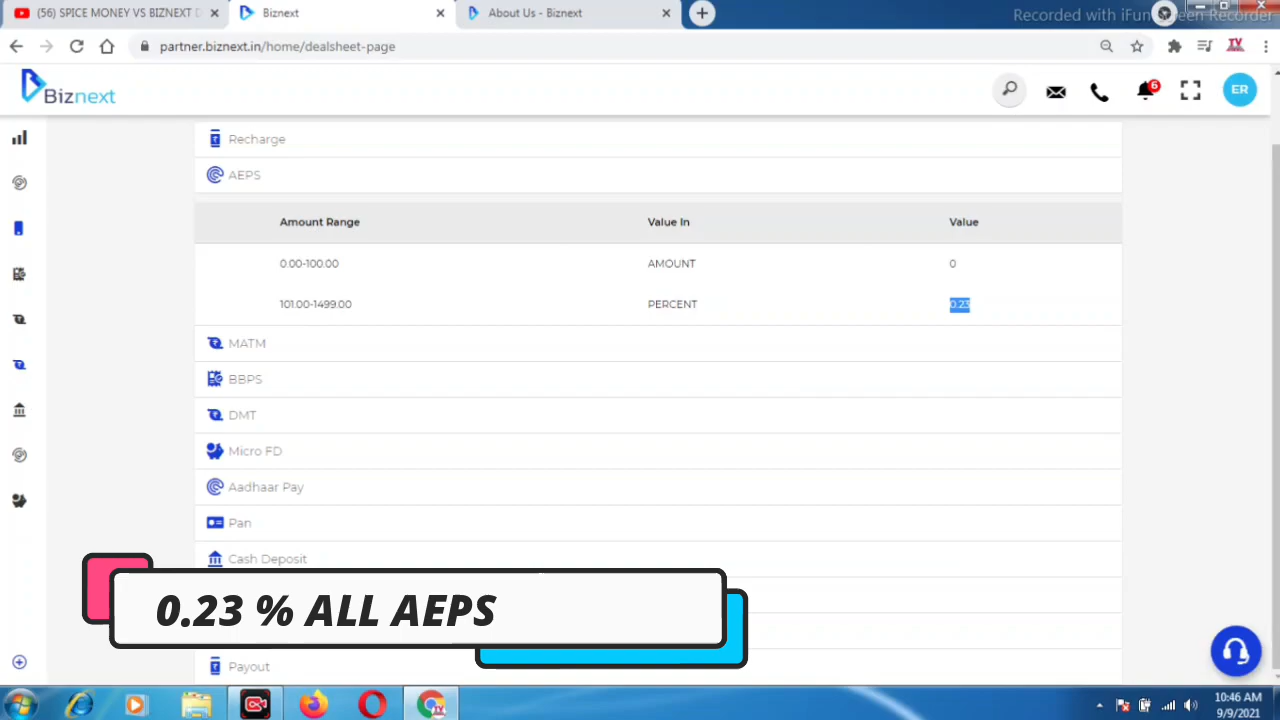 (56) SPICE MONEY VS BIZNEXT D
Biznext
About Us - Biznext
Recorded with iFun Screen Recorder
partner.biznext.in/home/dealsheet-page
Biznext
6
ER
Recharge
AEPS
Amount Range Value In Value
0.00-100.00 AMOUNT 0
101.00-1499.00 PERCENT 0.23
MATM
BBPS
DMT
Micro FD
Aadhaar Pay
Pan
Cash Deposit
0.23 % ALL AEPS
Payout
10:46 AM
9/9/2021